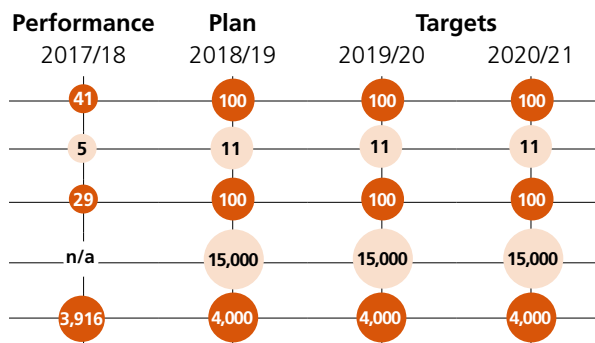 Performance Plan Targets
2017/18 2018/19 2019/20 2020/21
41 100 100 100
5 11 11 11
29 100 100 100
n/a 15,000 15,000 15,000
3,916 4,000 4,000 4,000